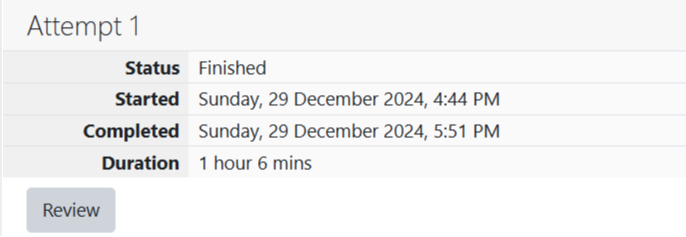 Attempt 1
Status Finished
Started Sunday, 29 December 2024, 4:44 PM
Completed Sunday, 29 December 2024, 5:51 PM
Duration 1 hour 6 mins
Review